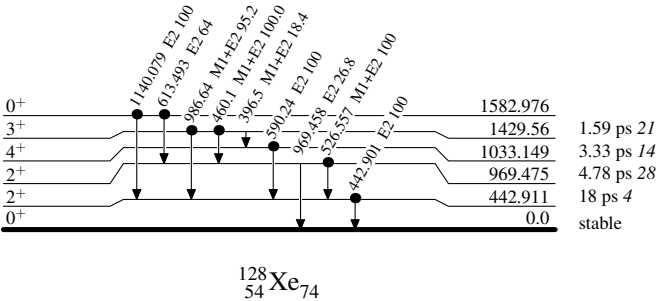 1140.079 E2 100
613.493 E2 64
986.64 M1+E2 95.2
460.1 M1+E2 100.0
396.5 M1+E2 18.4
590.24 E2 100
969.458 E2 26.8
526.557 M1+E2 100
442.901 E2 100
0+ 1582.976
3+ 1429.56 1.59 ps 21
4+ 1033.149 3.33 ps 14
2+ 969.475 4.78 ps 28
2+ 442.911 18 ps 4
0+ 0.0 stable
128 54 Xe 74